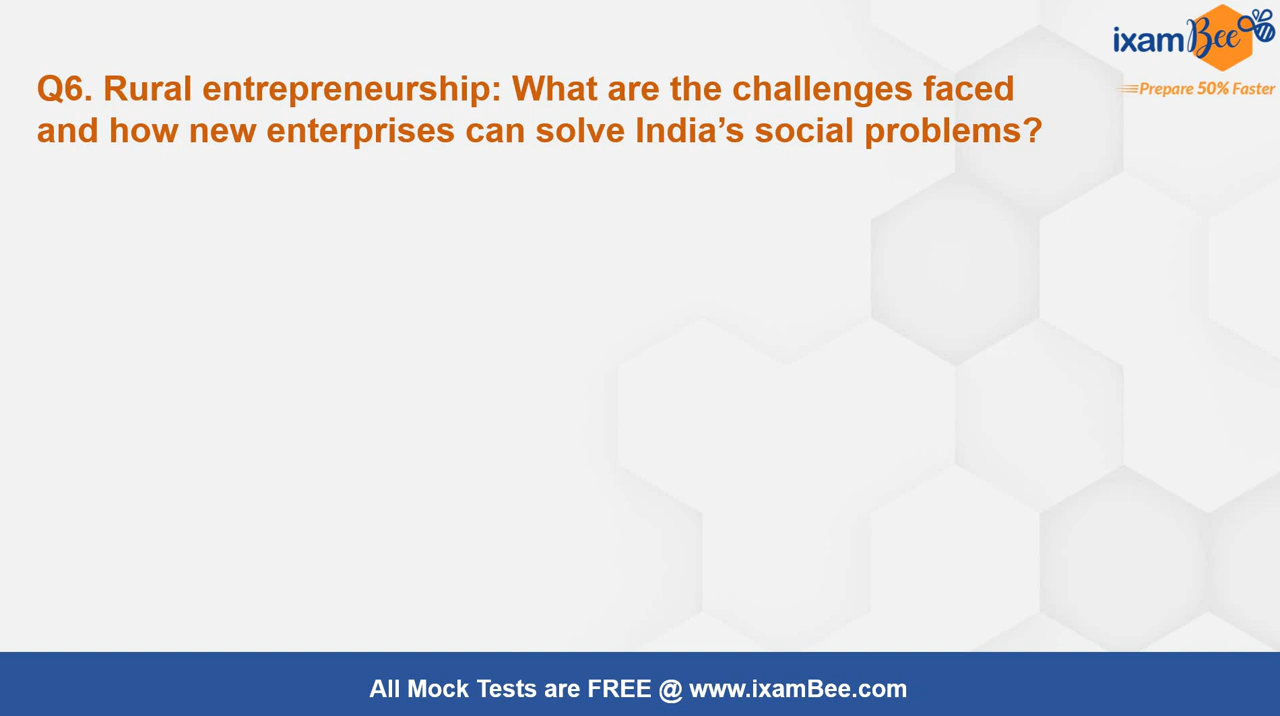 ixamBee
Prepare 50% Faster
Q6. Rural entrepreneurship: What are the challenges faced
and how new enterprises can solve India’s social problems?
All Mock Tests are FREE @ www.ixamBee.com